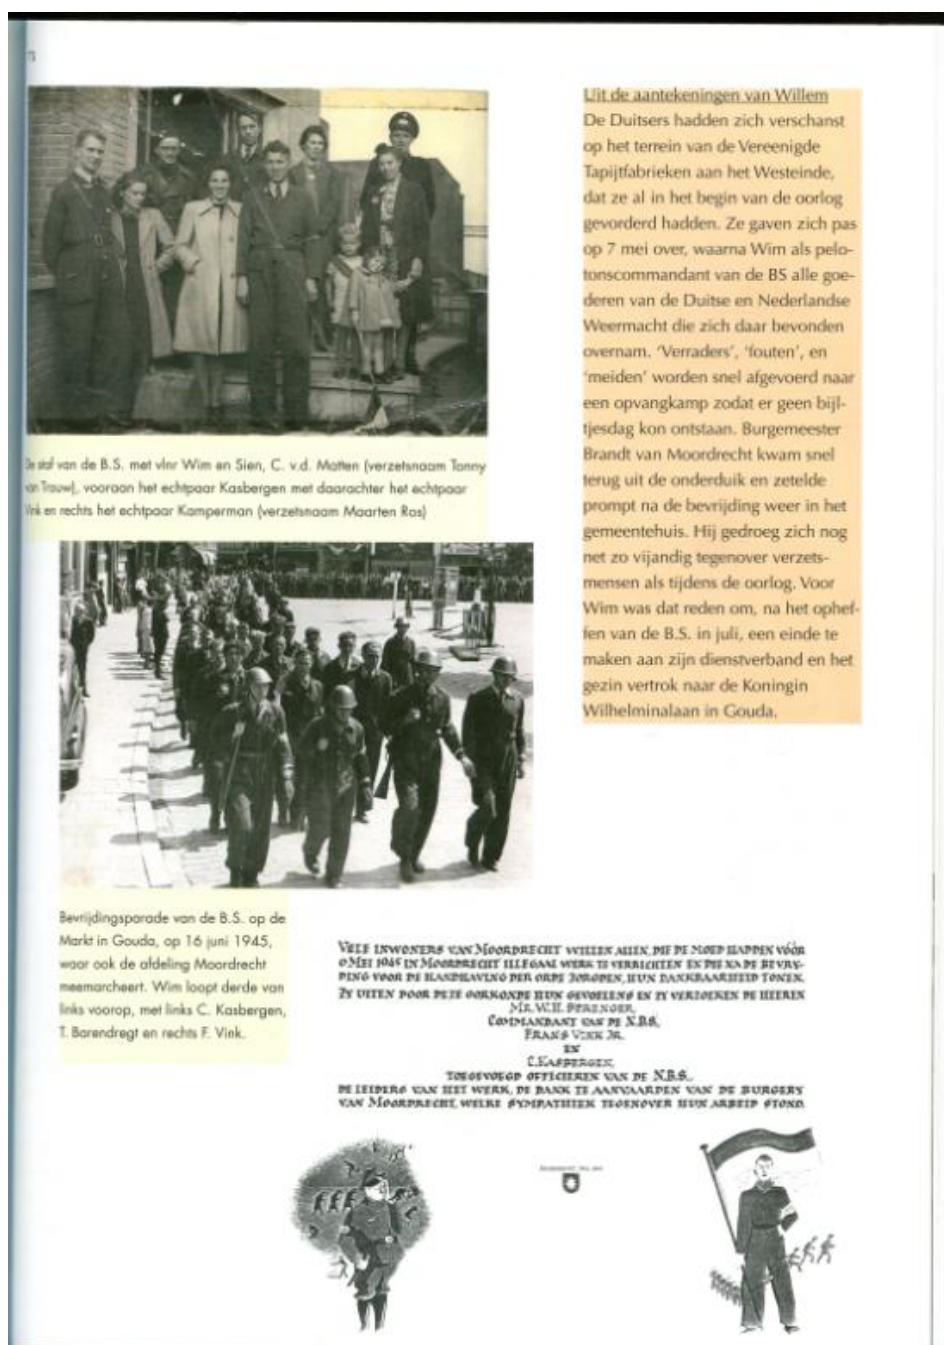 De staf van de B.S. met vlnr Wim en Sien, C. v.d. Matten (verzetsnaam Tonny
van Trouw), vooraan het echtpaar Kasbergen met daarachter het echtpaar
Vink en rechts het echtpaar Kamperman (verzetsnaam Maarten Ros)
Uit de aantekeningen van Willem
De Duitsers hadden zich verschanst
op het terrein van de Vereenigde
Tapijtfabrieken aan het Westeinde,
dat ze al in het begin van de oorlog
gevorderd hadden. Ze gaven zich pas
op 7 mei over, waarna Wim als pelo-
tonscommandant van de BS alle goe-
deren van de Duitse en Nederlandse
Weermacht die zich daar bevonden
overnam. ‘Verraders’, ‘fouten’, en
‘meiden’ worden snel afgevoerd naar
een opvangkamp zodat er geen bijl-
tjesdag kon ontstaan. Burgemeester
Brandt van Moordrecht kwam snel
terug uit de onderduik en zetelde
prompt na de bevrijding weer in het
gemeentehuis. Hij gedroeg zich nog
net zo vijandig tegenover verzets-
mensen als tijdens de oorlog. Voor
Wim was dat reden om, na het ophef-
fen van de B.S. in juli, een einde te
maken aan zijn dienstverband en het
gezin vertrok naar de Koningin
Wilhelminalaan in Gouda.
Bevrijdingsparade van de B.S. op de
Markt in Gouda, op 16 juni 1945,
waar ook de afdeling Moordrecht
meemarcheert. Wim loopt derde van
links voorop, met links C. Kasbergen,
T. Barendregt en rechts F. Vink.
VELE INWONERS VAN MOORDRECHT WILLEN ALLEN, DIE DE MOED HADDEN VÓÓR
MEI 1945 IN MOORDRECHT ILLEGAAL WERK TE VERRICHTEN EN DIE NA DE BEVRY-
DING VOOR DE HANDHAVING DER ORDE ZORGDEN, HUN DANKBAARHEID TONEN.
ZY UITEN DOOR DEZE OORKONDE HUN GEVOELENS EN ZY VERZOEKEN DE HEEREN
MR. W.H. SPRENGER,
COMMANDANT VAN DE N.B.S.,
FRANS VINK JR.
EN
C. KASBERGEN,
TOEGEVOEGD OFFICIEREN VAN DE N.B.S.,
DE LEIDERS VAN HET WERK, DE DANK TE AANVAARDEN VAN DE BURGERY
VAN MOORDRECHT, WELKE SYMPATHIEK TEGENOVER HUN ARBEID STOND.